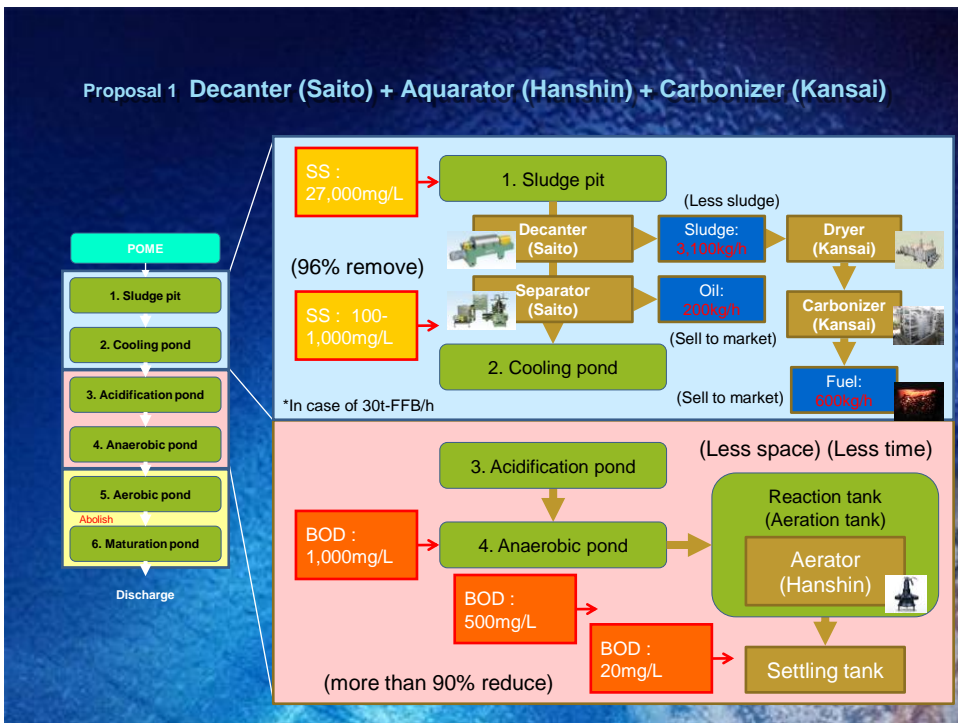 Proposal 1 Decanter (Saito) + Aquarator (Hanshin) + Carbonizer (Kansai)
POME
1. Sludge pit
2. Cooling pond
3. Acidification pond
4. Anaerobic pond
5. Aerobic pond
Abolish
6. Maturation pond
Discharge
SS :
27,000mg/L
1. Sludge pit
(Less sludge)
Decanter
(Saito)
Sludge:
3,100kg/h
Dryer
(Kansai)
(96% remove)
Separator
(Saito)
Oil:
200kg/h
Carbonizer
(Kansai)
SS : 100-
1,000mg/L
(Sell to market)
2. Cooling pond
Fuel:
600kg/h
(Sell to market)
*In case of 30t-FFB/h
(Less space) (Less time)
3. Acidification pond
Reaction tank
(Aeration tank)
BOD :
1,000mg/L
4. Anaerobic pond
Aerator
(Hanshin)
BOD :
500mg/L
BOD :
20mg/L
Settling tank
(more than 90% reduce)